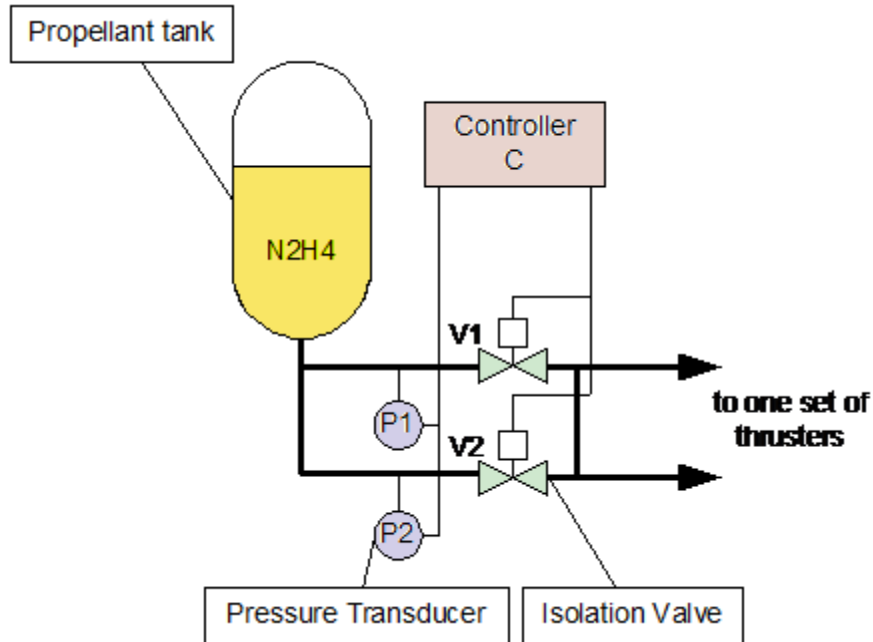 Propellant tank
Controller
C
N2H4
V1
P1
to one set of
thrusters
V2
P2
Pressure Transducer
Isolation Valve